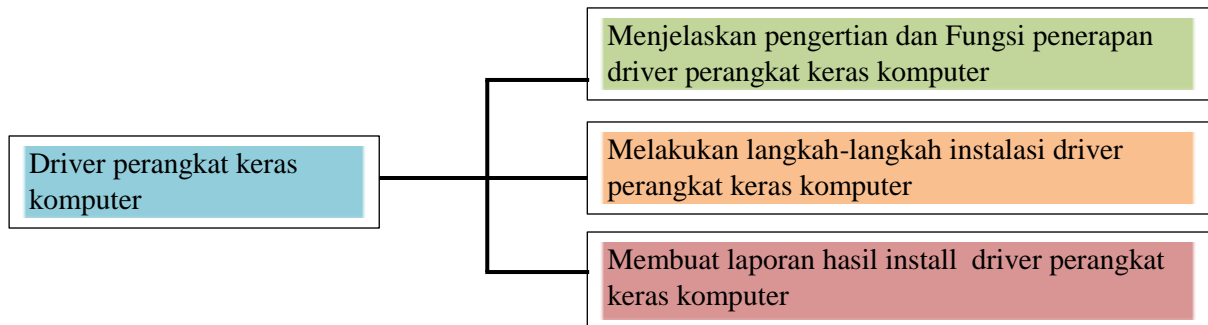 Menjelaskan pengertian dan Fungsi penerapan
driver perangkat keras komputer
Driver perangkat keras
komputer
Melakukan langkah-langkah instalasi driver
perangkat keras komputer
Membuat laporan hasil install driver perangkat
keras komputer